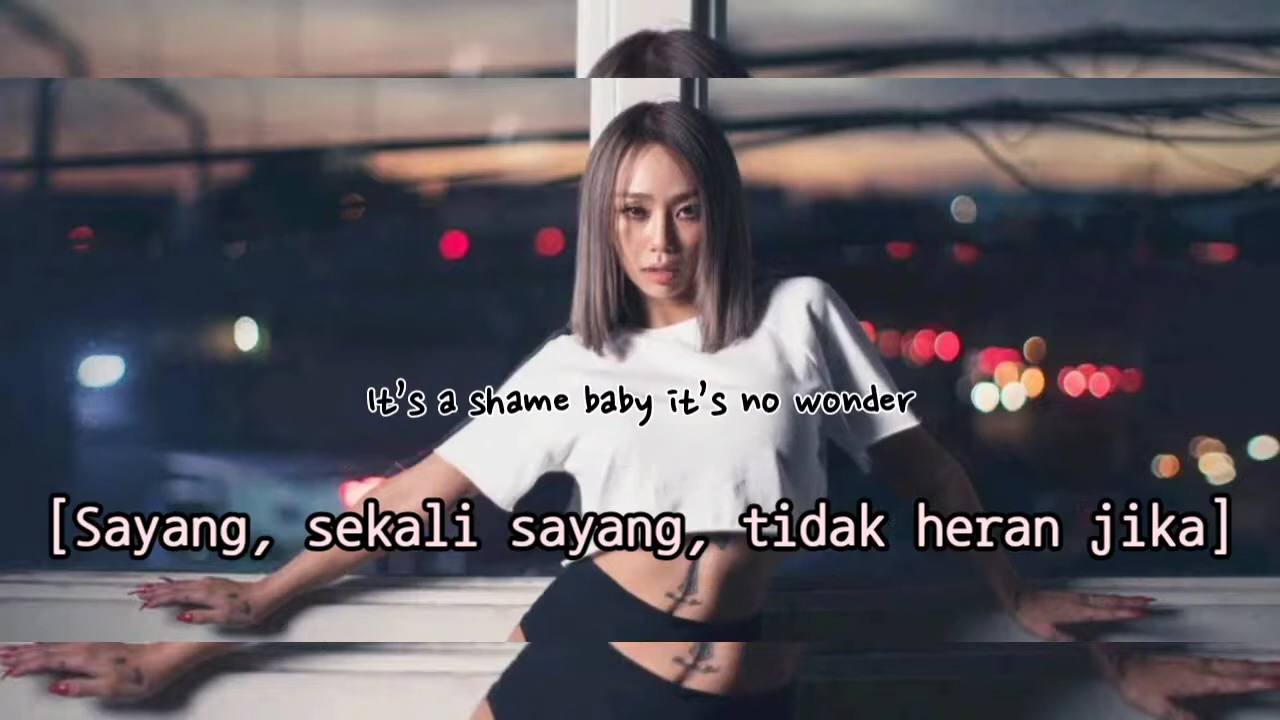 It's a shame baby it's no wonder
[Sayang, sekali sayang, tidak heran jika]